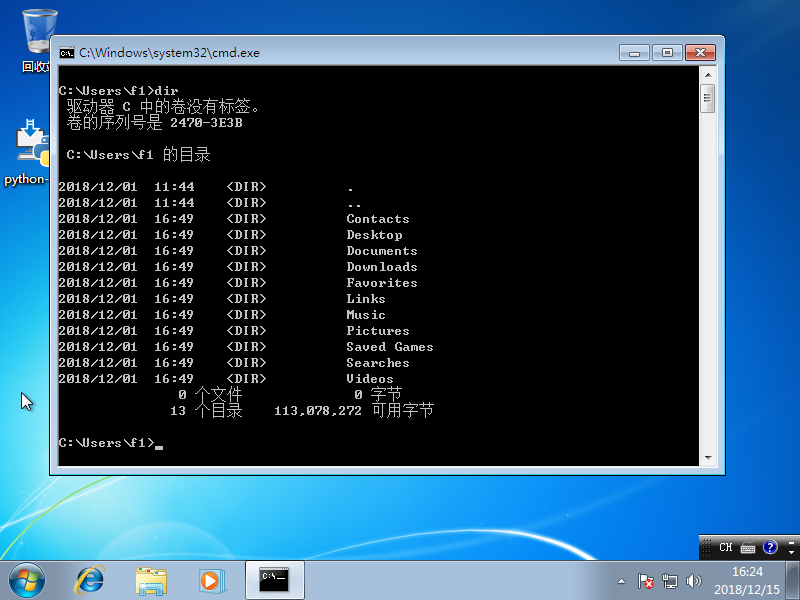 回收站
C:\Windows\system32\cmd.exe
C:\Users\f1>dir
驱动器 C 中的卷没有标签。
卷的序列号是 2470-3E3B
C:\Users\f1 的目录
2018/12/01 11:44 <DIR> .
2018/12/01 11:44 <DIR> ..
2018/12/01 16:49 <DIR> Contacts
2018/12/01 16:49 <DIR> Desktop
2018/12/01 16:49 <DIR> Documents
2018/12/01 16:49 <DIR> Downloads
2018/12/01 16:49 <DIR> Favorites
2018/12/01 16:49 <DIR> Links
2018/12/01 16:49 <DIR> Music
2018/12/01 16:49 <DIR> Pictures
2018/12/01 16:49 <DIR> Saved Games
2018/12/01 16:49 <DIR> Searches
2018/12/01 16:49 <DIR> Videos
0 个文件 0 字节
13 个目录 113,078,272 可用字节
C:\Users\f1>
python-
CH
16:24
2018/12/15